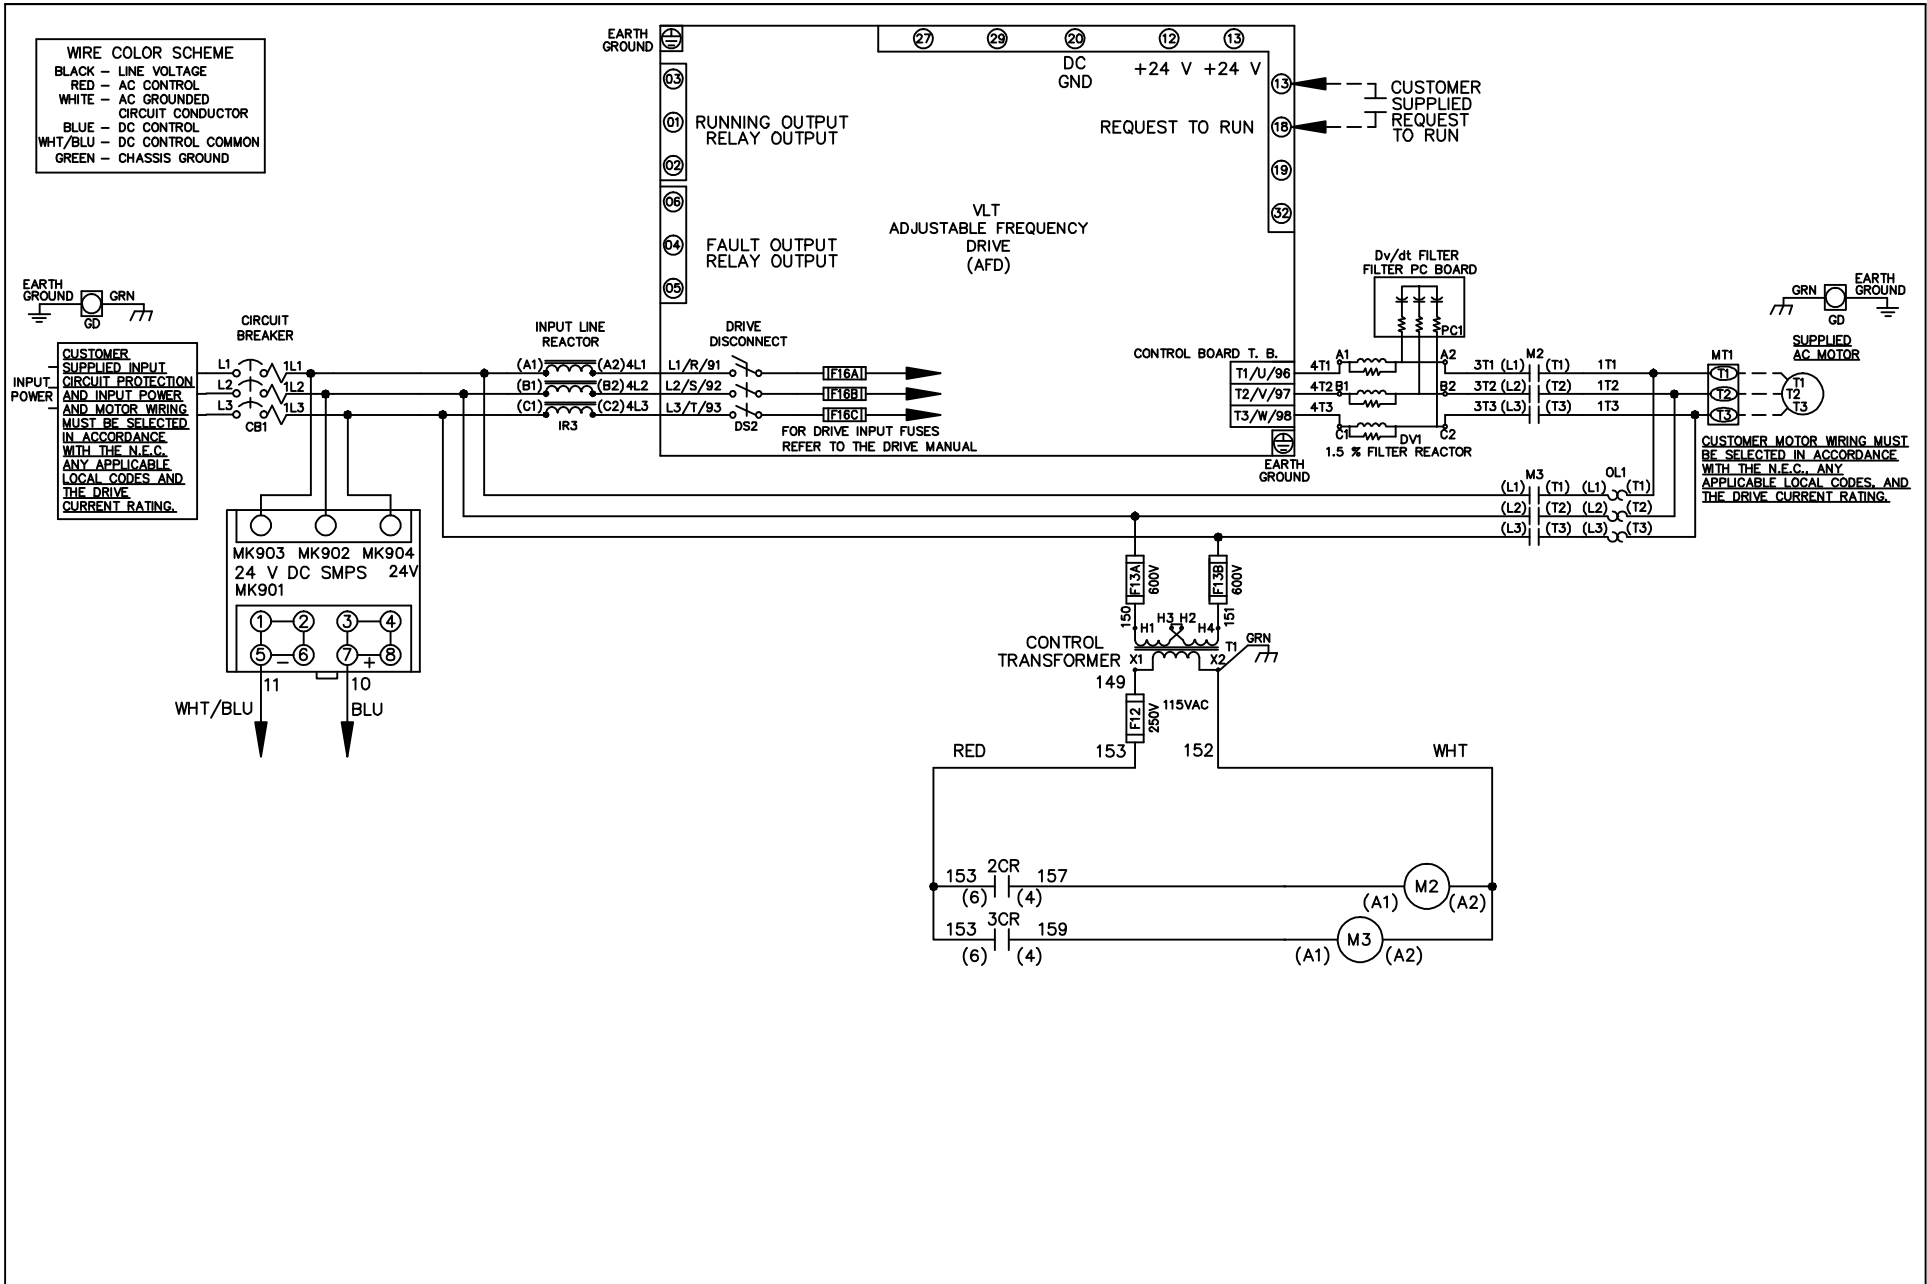 WIRE COLOR SCHEME
BLACK – LINE VOLTAGE
RED – AC CONTROL
WHITE – AC GROUNDED
CIRCUIT CONDUCTOR
BLUE – DC CONTROL
WHT/BLU – DC CONTROL COMMON
GREEN – CHASSIS GROUND
EARTH
GROUND
27 29 20 12 13
DC
GND
+24 V +24 V
03
01
02
RUNNING OUTPUT
RELAY OUTPUT
06
04
05
FAULT OUTPUT
RELAY OUTPUT
13
REQUEST TO RUN 18
19
32
CUSTOMER
SUPPLIED
REQUEST
TO RUN
VLT
ADJUSTABLE FREQUENCY
DRIVE
(AFD)
Dv/dt FILTER
FILTER PC BOARD
PC1
EARTH
GROUND
GRN
GD
INPUT
POWER
CUSTOMER
SUPPLIED INPUT
CIRCUIT PROTECTION
AND INPUT POWER
AND MOTOR WIRING
MUST BE SELECTED
IN ACCORDANCE
WITH THE N.E.C.
ANY APPLICABLE
LOCAL CODES AND
THE DRIVE
CURRENT RATING.
CIRCUIT
BREAKER
L1 1L1
L2 1L2
L3 1L3
CB1
INPUT LINE
REACTOR
(A1) (A2) 4L1
(B1) (B2) 4L2
(C1) (C2) 4L3
IR3
DRIVE
DISCONNECT
L1/R/91
L2/S/92
L3/T/93
DS2
F16A
F16B
F16C
FOR DRIVE INPUT FUSES
REFER TO THE DRIVE MANUAL
CONTROL BOARD T. B.
T1/U/96
T2/V/97
T3/W/98
EARTH
GROUND
4T1 A1 A2
4T2 B1 B2
4T3
C1 DV1 C2
1.5 % FILTER REACTOR
M2
3T1 (L1) (T1) 1T1
3T2 (L2) (T2) 1T2
3T3 (L3) (T3) 1T3
MT1
T1
T2
T3
T1
T2
T3
GRN
EARTH
GROUND
GD
SUPPLIED
AC MOTOR
CUSTOMER MOTOR WIRING MUST
BE SELECTED IN ACCORDANCE
WITH THE N.E.C., ANY
APPLICABLE LOCAL CODES, AND
THE DRIVE CURRENT RATING.
M3 OL1
(L1) (T1) (L1) (T1)
(L2) (T2) (L2) (T2)
(L3) (T3) (L3) (T3)
MK903 MK902 MK904
24 V DC SMPS 24V
MK901
1 2 3 4
5 – 6 7 + 8
11 10
WHT/BLU BLU
F13A
600V
F13B
600V
150
151
H1 H3 H2 H4
CONTROL
TRANSFORMER
X1 X2
T1
GRN
149
F12
250V
115VAC
RED 153 152 WHT
153 2CR 157
(6) (4)
M2
(A1) (A2)
153 3CR 159
(6) (4)
M3
(A1) (A2)